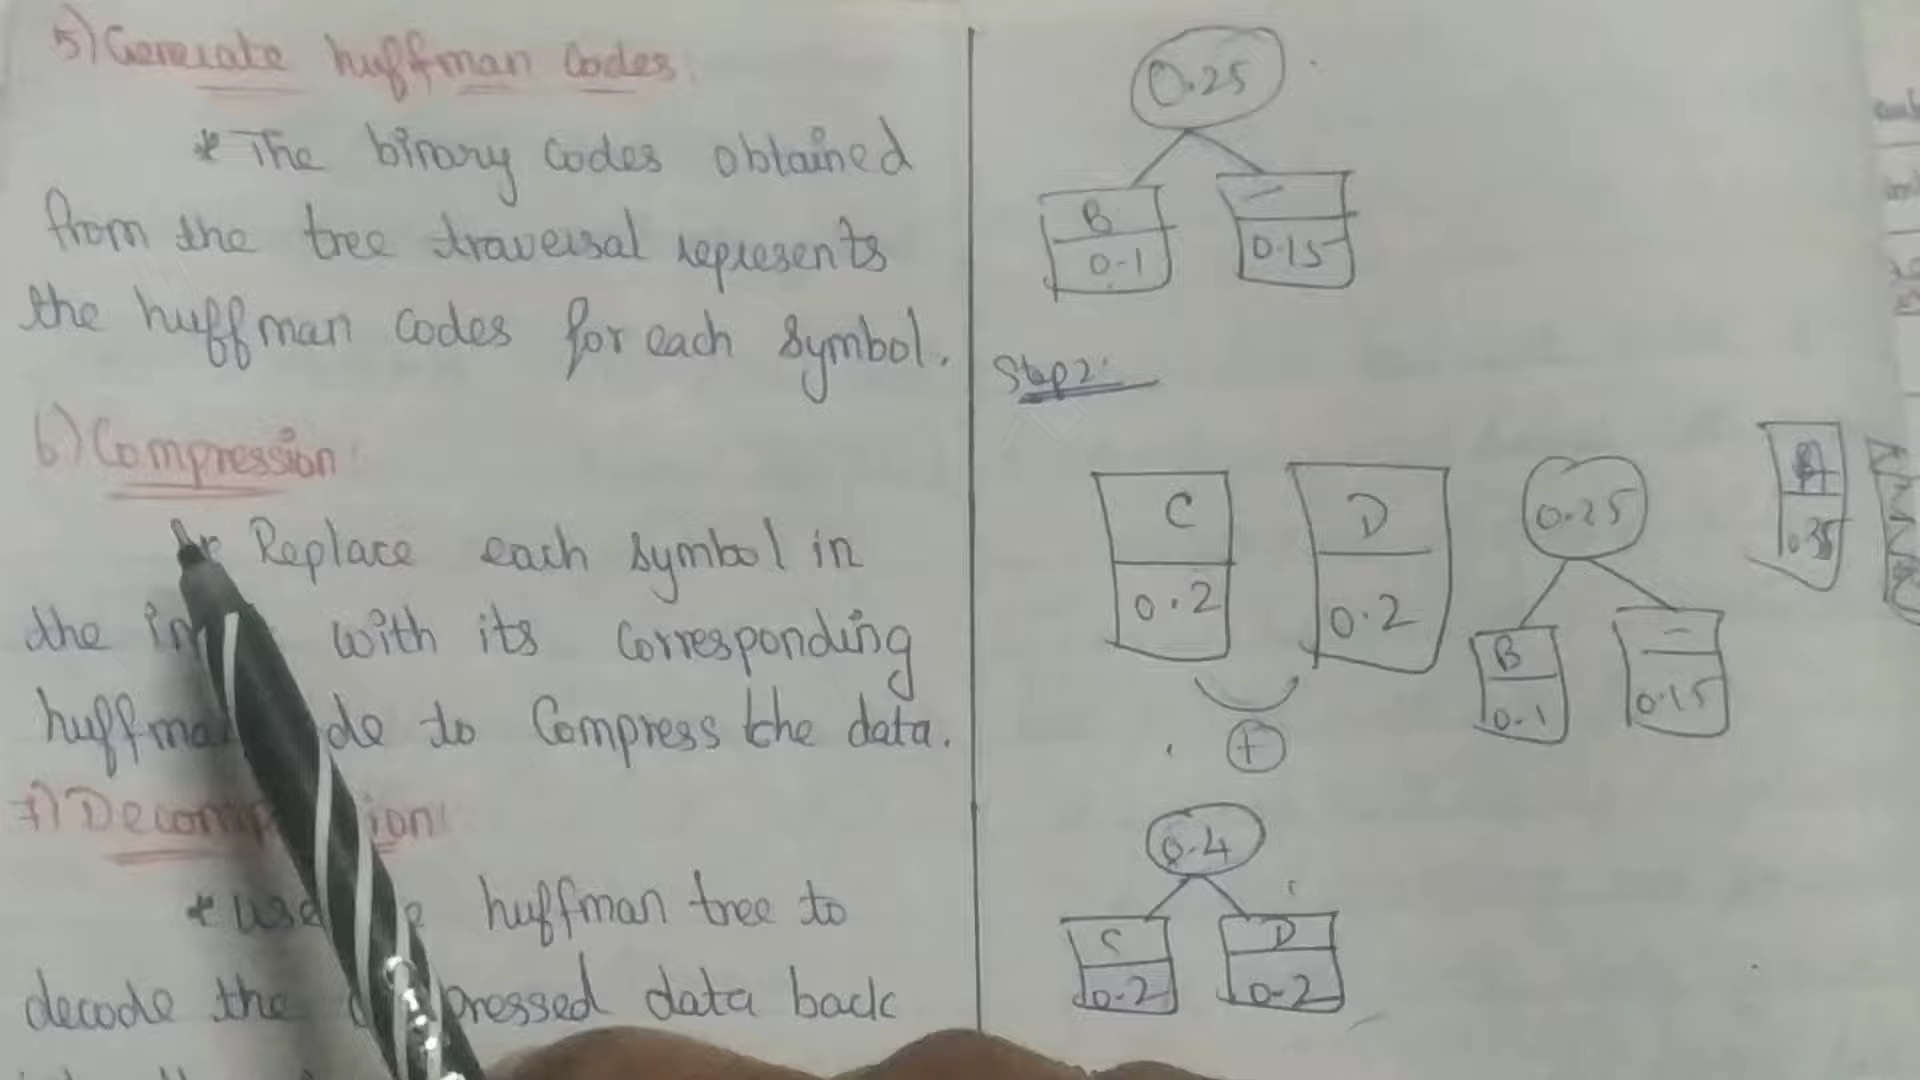 5) Generate huffman Codes:
* The binary Codes obtained
from the tree traversal represents
the huffman codes for each symbol.
6) Compression:
* Replace each symbol in
the with its Corresponding
to Compress the data.
7)
* huffman tree to
decode the data back
0.25
B
0.1
—
0.15
Step 2:
C
0.2
D
0.2
0.25
B
0.1
—
0.15
A
0.35
+
0.4
C
0.2
D
0.2